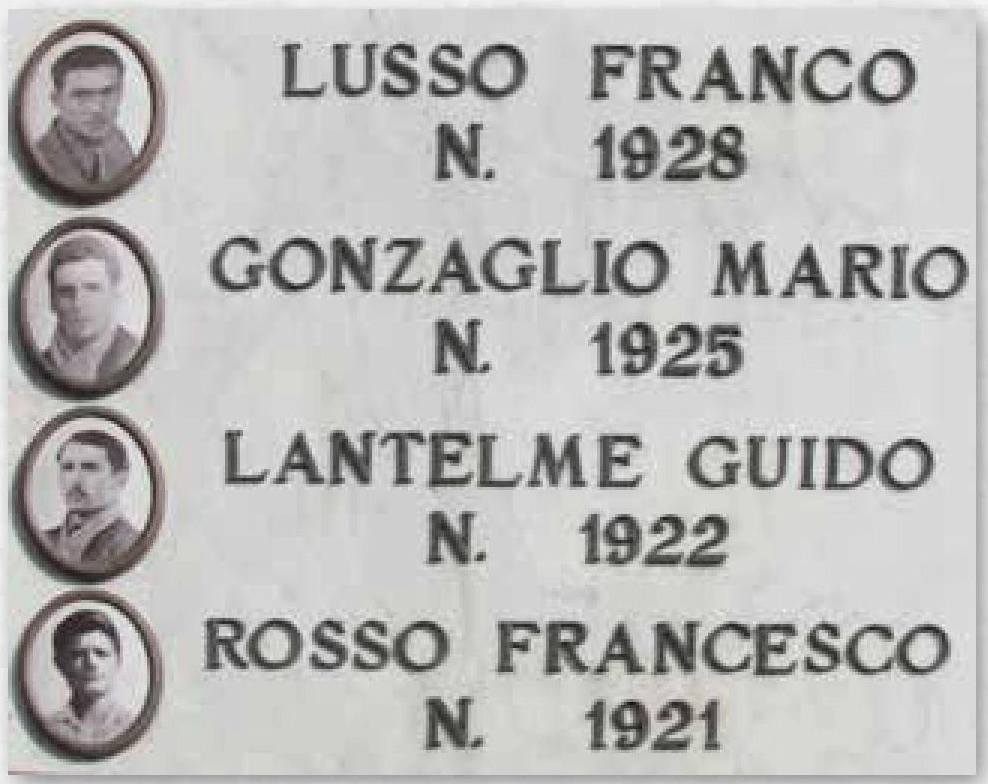 LUSSO FRANCO
N. 1928
GONZAGLIO MARIO
N. 1925
LANTELME GUIDO
N. 1922
ROSSO FRANCESCO
N. 1921